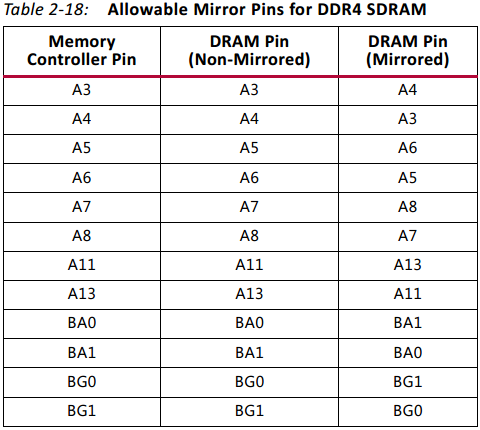 Table 2-18: Allowable Mirror Pins for DDR4 SDRAM
Memory Controller Pin DRAM Pin (Non-Mirrored) DRAM Pin (Mirrored)
A3 A3 A4
A4 A4 A3
A5 A5 A6
A6 A6 A5
A7 A7 A8
A8 A8 A7
A11 A11 A13
A13 A13 A11
BA0 BA0 BA1
BA1 BA1 BA0
BG0 BG0 BG1
BG1 BG1 BG0